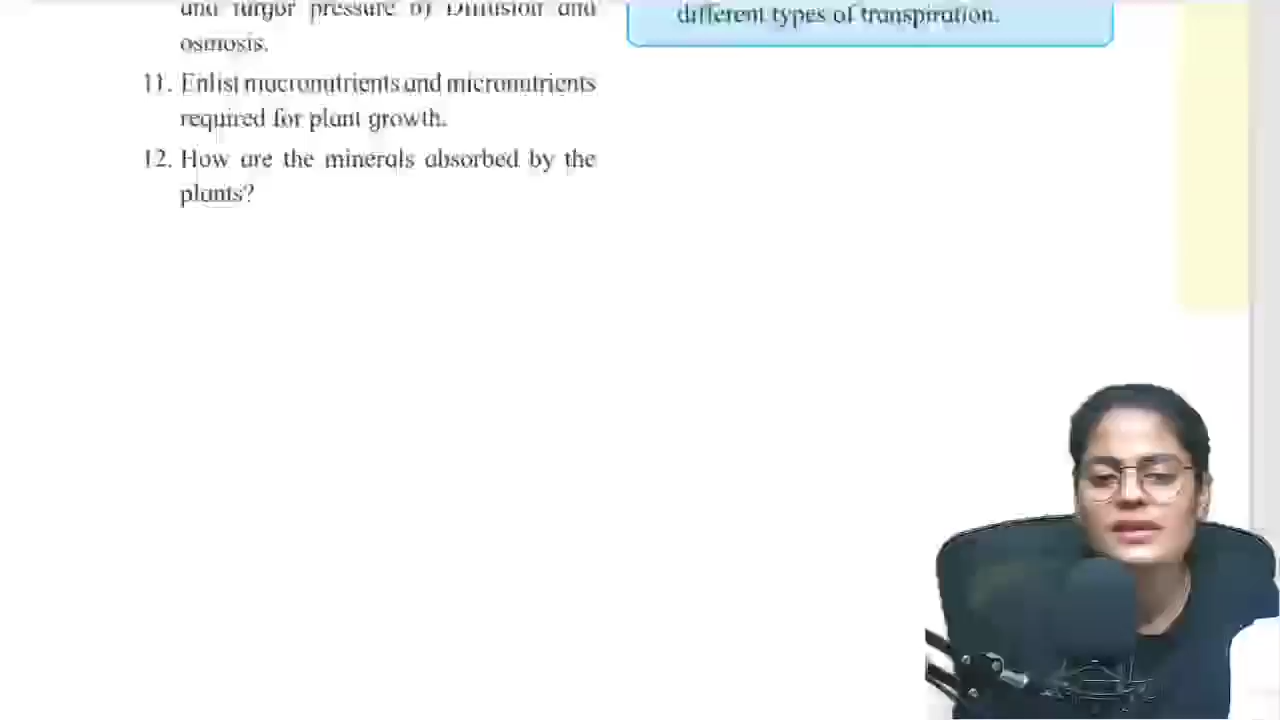 and turgor pressure b) Diffusion and
osmosis.
11. Enlist macronutrients and micronutrients
required for plant growth.
12. How are the minerals absorbed by the
plants?
different types of transpiration.